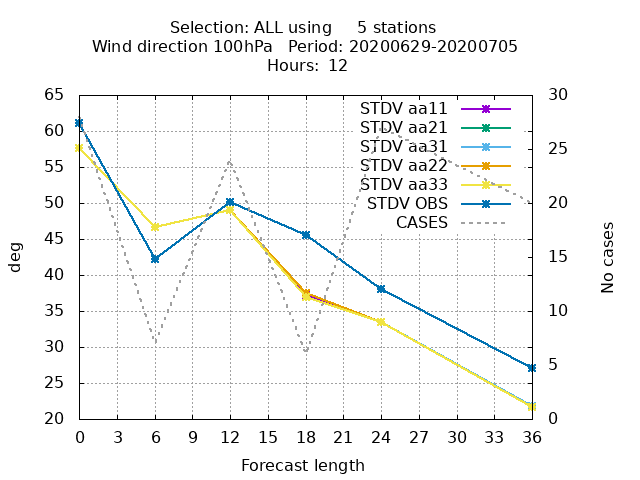 Selection: ALL using     5 stations
Wind direction 100hPa   Period: 20200629-20200705
Hours: 12
65
60
55
50
45
40
35
30
25
20
deg
30
25
20
15
10
5
0
No cases
STDV aa11
STDV aa21
STDV aa31
STDV aa22
STDV aa33
STDV OBS
CASES
0 3 6 9 12 15 18 21 24 27 30 33 36
Forecast length